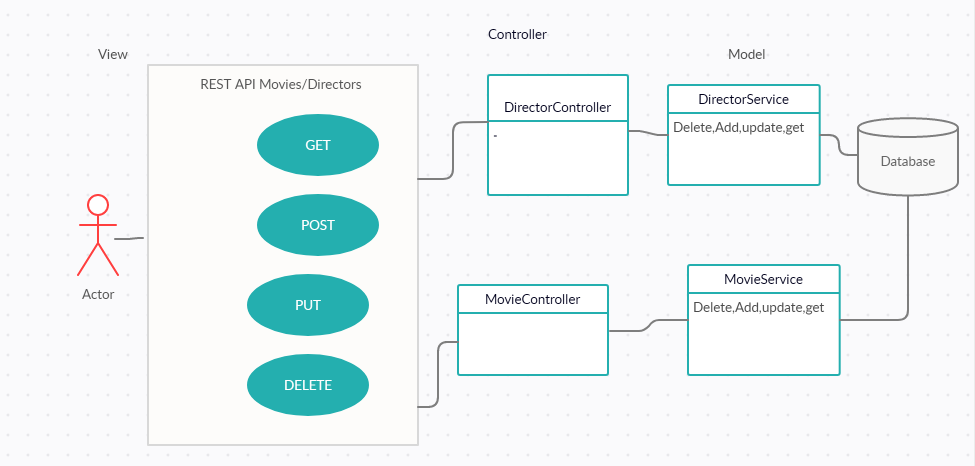 Controller
View
Model
REST API Movies/Directors
GET
POST
PUT
DELETE
Actor
DirectorController
-
DirectorService
Delete,Add,update,get
Database
MovieController
MovieService
Delete,Add,update,get